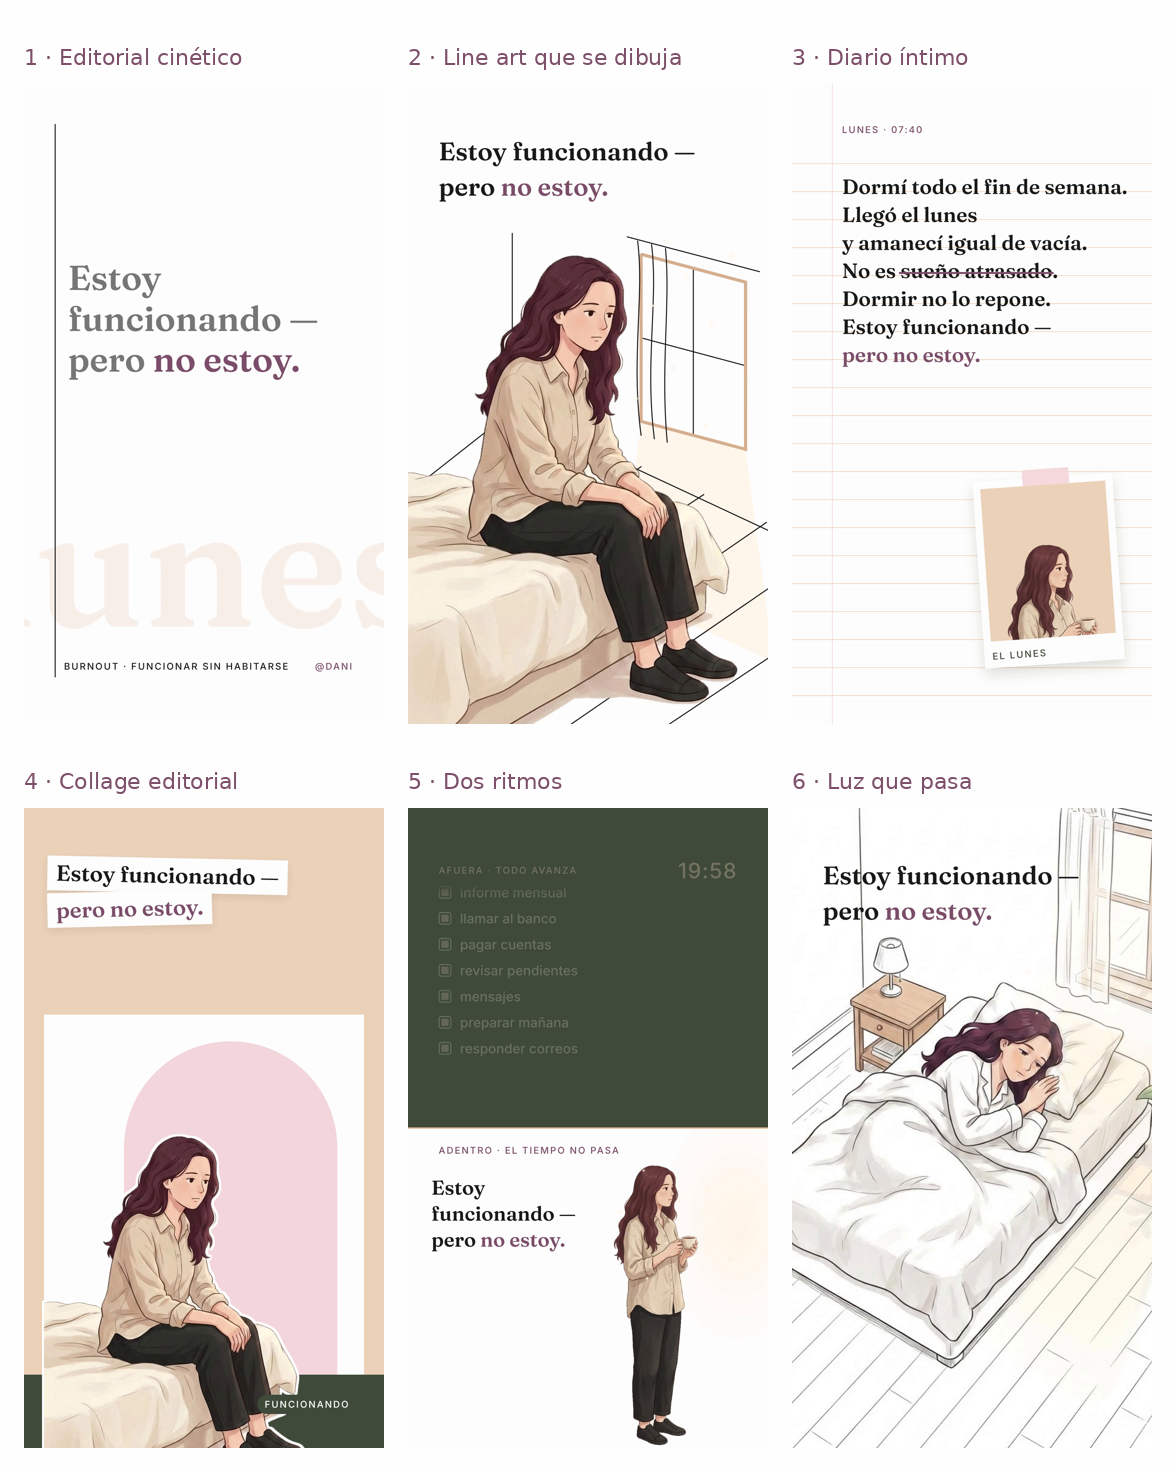 1 · Editorial cinético
Estoy
funcionando —
pero no estoy.
lunes
BURNOUT · FUNCIONAR SIN HABITARSE @DANI
2 · Line art que se dibuja
Estoy funcionando —
pero no estoy.
3 · Diario íntimo
LUNES · 07:40
Dormí todo el fin de semana.
Llegó el lunes
y amanecí igual de vacía.
No es sueño atrasado.
Dormir no lo repone.
Estoy funcionando —
pero no estoy.
EL LUNES
4 · Collage editorial
Estoy funcionando —
pero no estoy.
FUNCIONANDO
5 · Dos ritmos
AFUERA · TODO AVANZA 19:58
informe mensual
llamar al banco
pagar cuentas
revisar pendientes
mensajes
preparar mañana
responder correos
ADENTRO · EL TIEMPO NO PASA
Estoy
funcionando —
pero no estoy.
6 · Luz que pasa
Estoy funcionando —
pero no estoy.